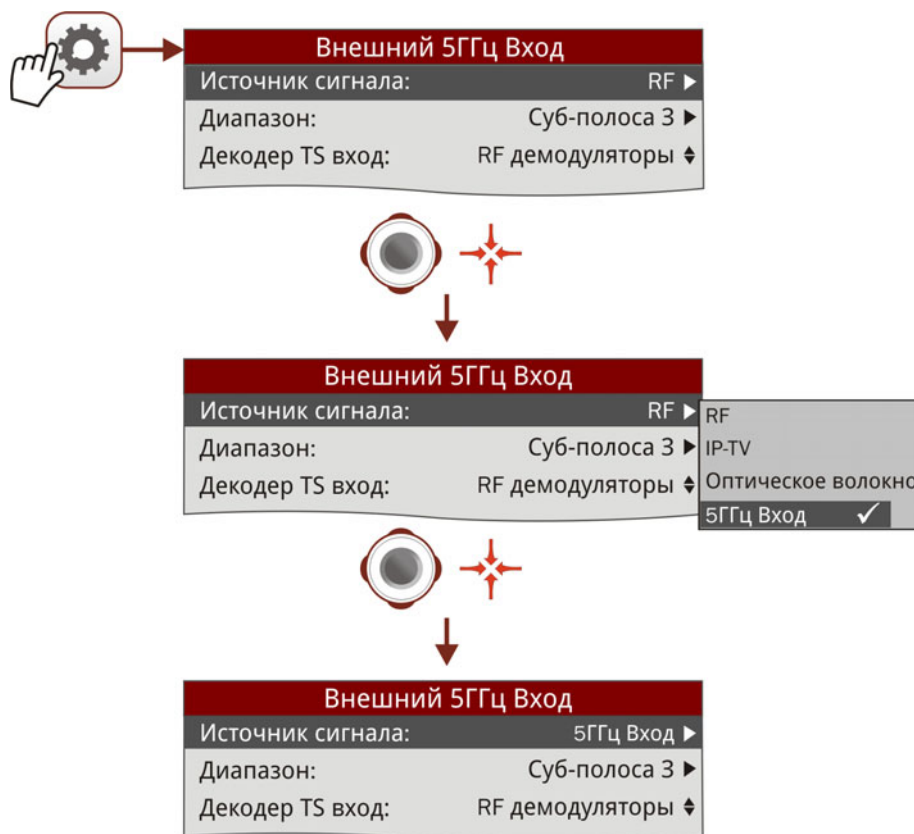 Внешний 5ГГц Вход
Источник сигнала: RF
Диапазон: Суб-полоса 3
Декодер TS вход: RF демодуляторы
Внешний 5ГГц Вход
Источник сигнала: RF
Диапазон: Суб-полоса 3
Декодер TS вход: RF демодуляторы
RF
IP-TV
Оптическое волокно
5ГГц Вход
Внешний 5ГГц Вход
Источник сигнала: 5ГГц Вход
Диапазон: Суб-полоса 3
Декодер TS вход: RF демодуляторы